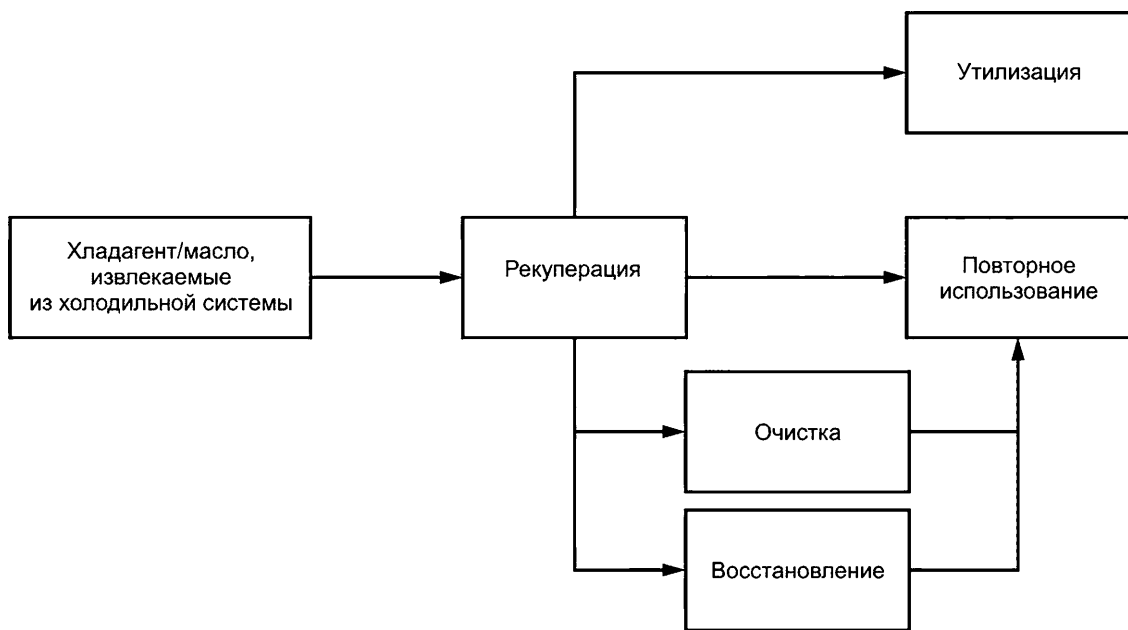 Утилизация
Хладагент/масло,
извлекаемые
из холодильной системы
Рекуперация
Повторное
использование
Очистка
Восстановление